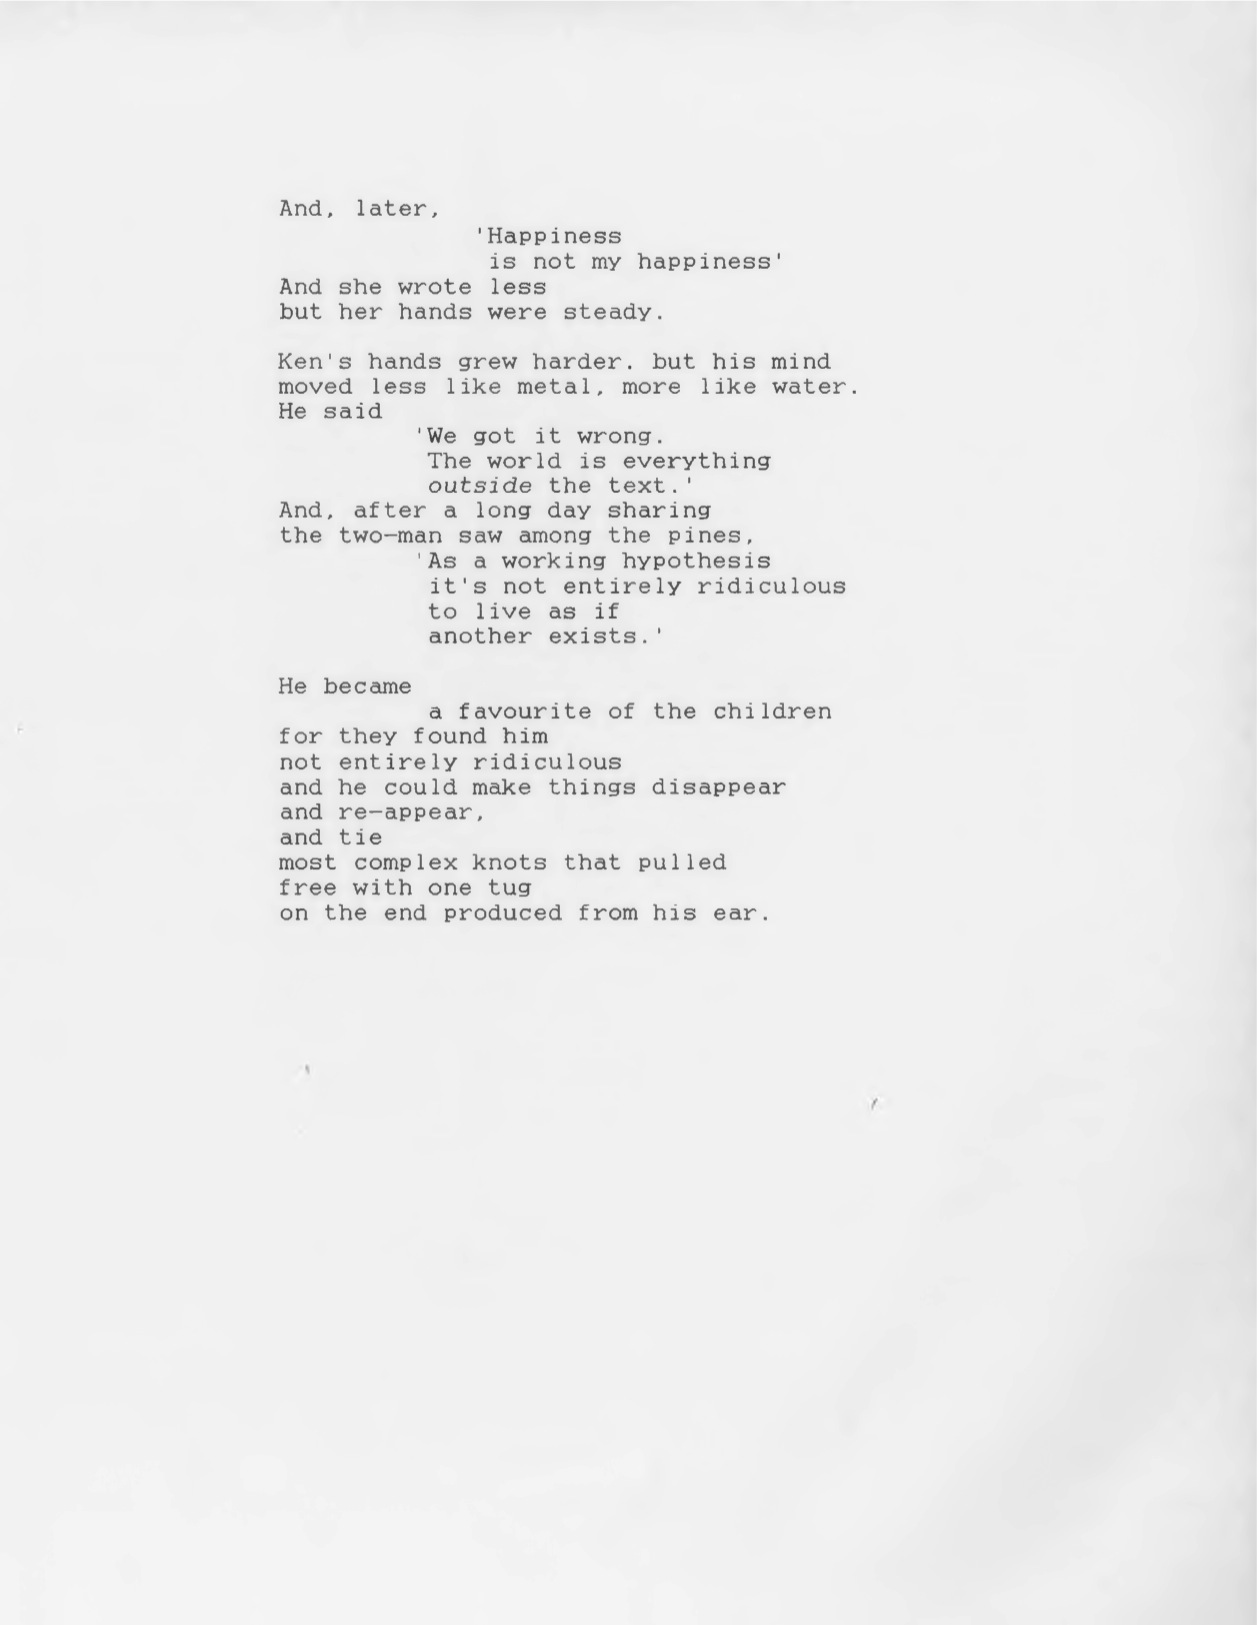 And, later,
'Happiness
is not my happiness'
And she wrote less
but her hands were steady.
Ken's hands grew harder. but his mind
moved less like metal, more like water.
He said
'We got it wrong.
The world is everything
outside the text.'
And, after a long day sharing
the two-man saw among the pines,
'As a working hypothesis
it's not entirely ridiculous
to live as if
another exists.'
He became
a favourite of the children
for they found him
not entirely ridiculous
and he could make things disappear
and re-appear,
and tie
most complex knots that pulled
free with one tug
on the end produced from his ear.